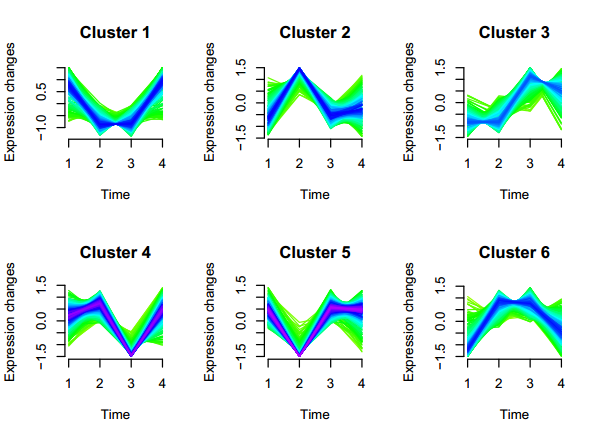 Cluster 1
Expression changes
0.5
−1.0
1 2 3 4
Time
Cluster 2
Expression changes
1.5
0.0
−1.5
1 2 3 4
Time
Cluster 3
Expression changes
1.5
0.0
−1.5
1 2 3 4
Time
Cluster 4
Expression changes
1.5
0.0
−1.5
1 2 3 4
Time
Cluster 5
Expression changes
1.5
0.0
−1.5
1 2 3 4
Time
Cluster 6
Expression changes
1.5
0.0
−1.5
1 2 3 4
Time